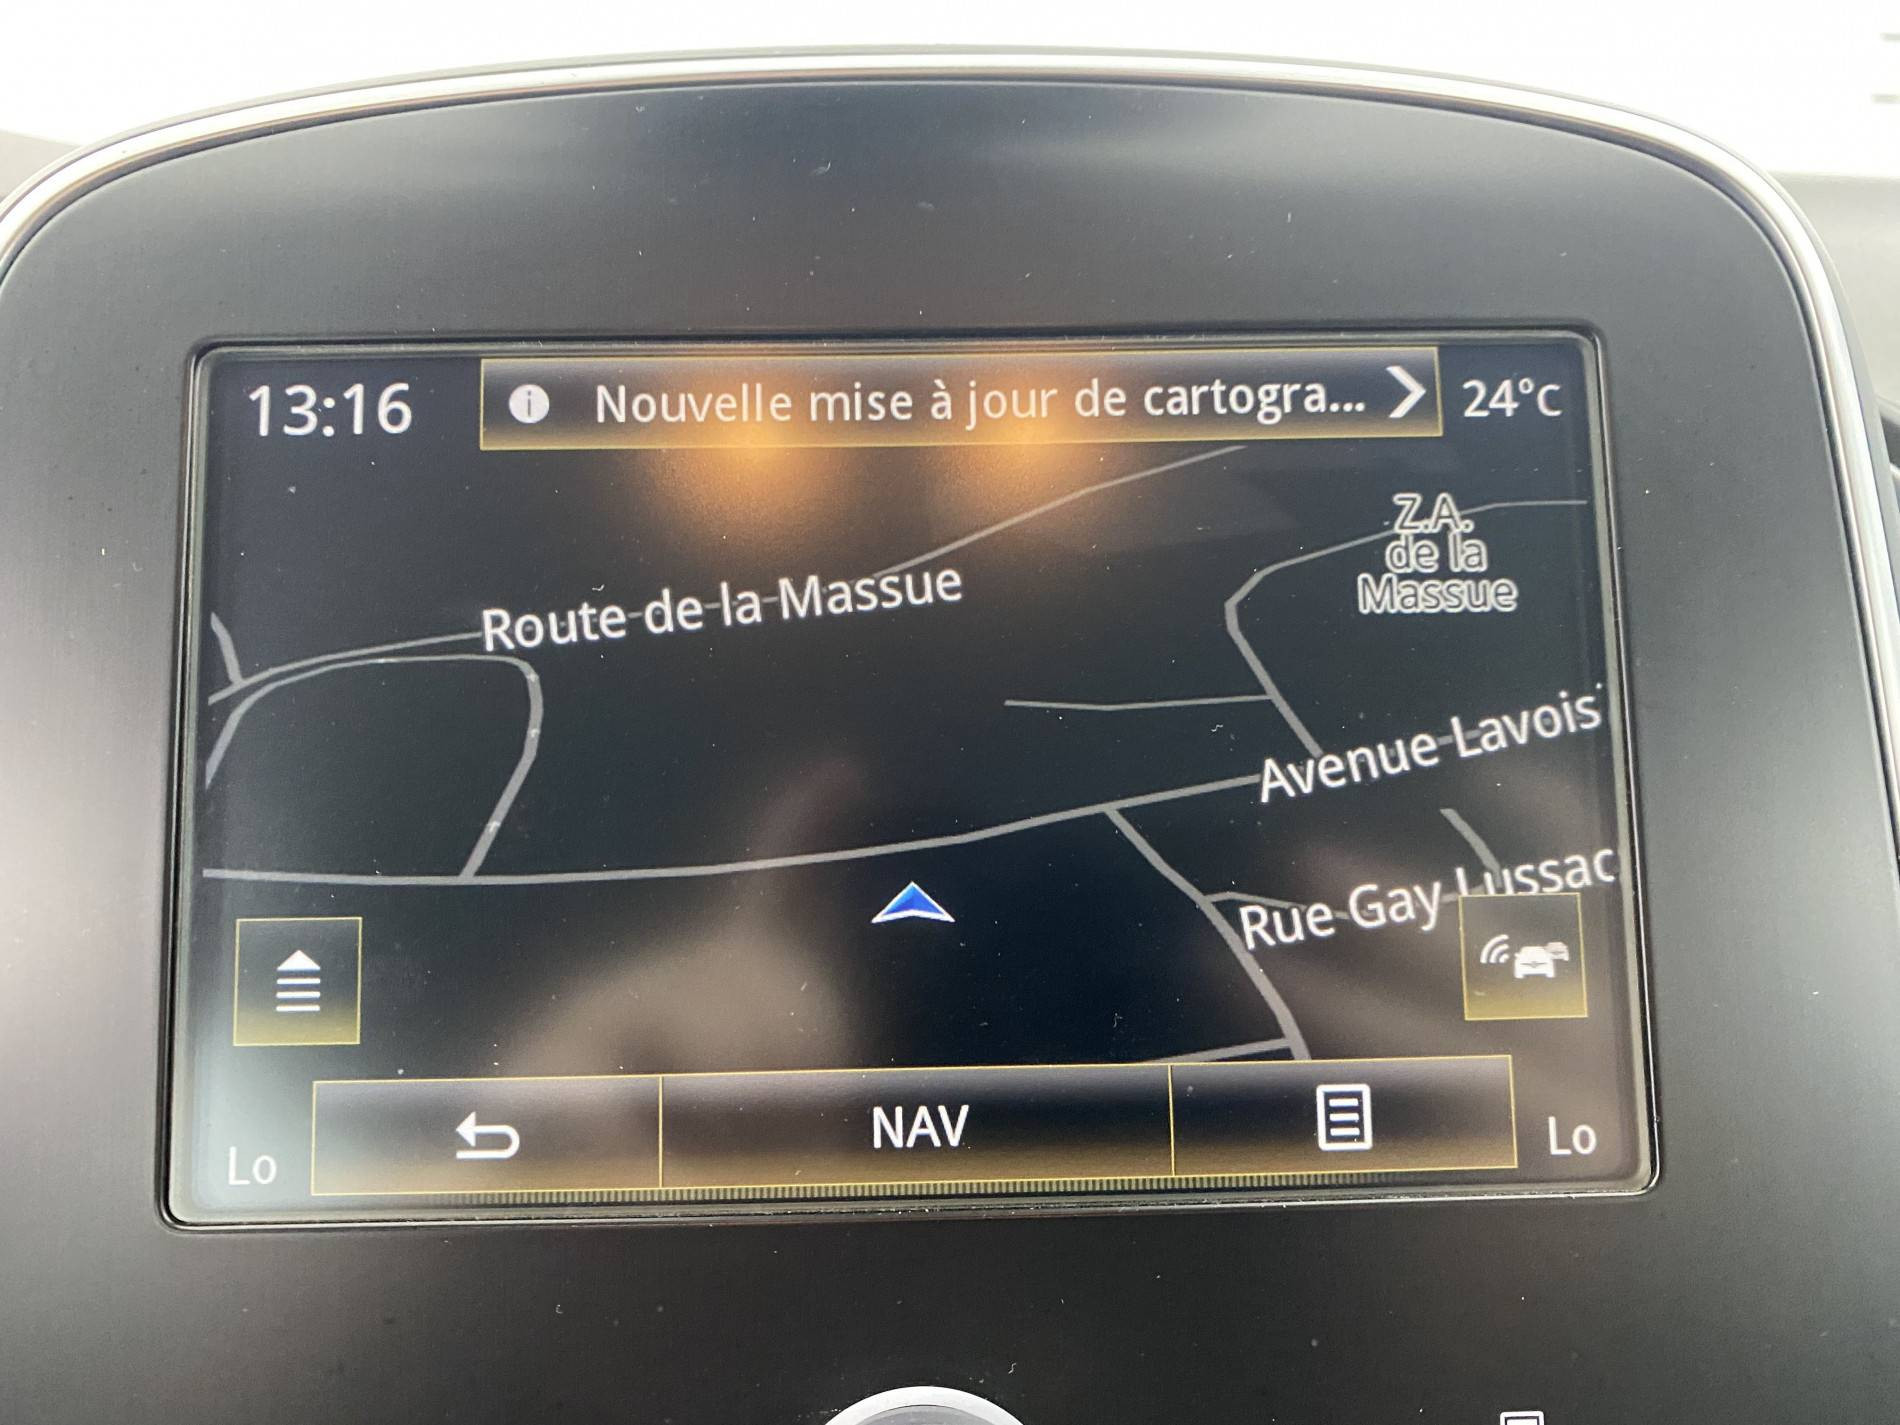 13:16
Nouvelle mise à jour de cartogra...
24°C
Z.A.
de la
Massue
Route de la Massue
Avenue Lavois
Rue Gay Lussac
Lo
NAV
Lo